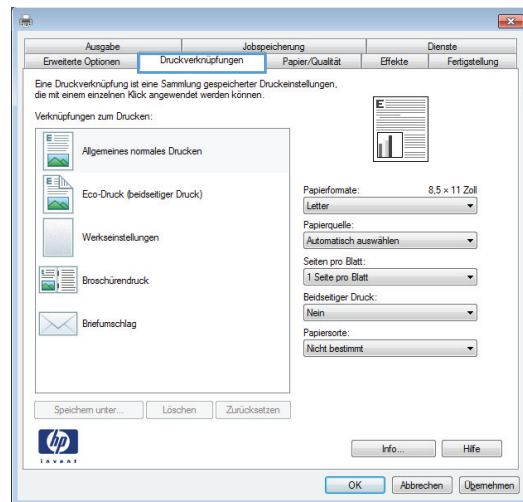 Ausgabe Jobspeicherung Dienste
Erweiterte Optionen Druckverknüpfungen Papier/Qualität Effekte Fertigstellung
Eine Druckverknüpfung ist eine Sammlung gespeicherter Druckeinstellungen,
die mit einem einzelnen Klick angewendet werden können.
Verknüpfungen zum Drucken:
Allgemeines normales Drucken
Eco-Druck (beidseitiger Druck)
Werkseinstellungen
Broschürendruck
Briefumschlag
E
Papierformate: 8,5 × 11 Zoll
Letter
Papierquelle:
Automatisch auswählen
Seiten pro Blatt:
1 Seite pro Blatt
Beidseitiger Druck:
Nein
Papiersorte:
Nicht bestimmt
Speichern unter... Löschen Zurücksetzen
hp
invent
Info... Hilfe
OK Abbrechen Übernehmen